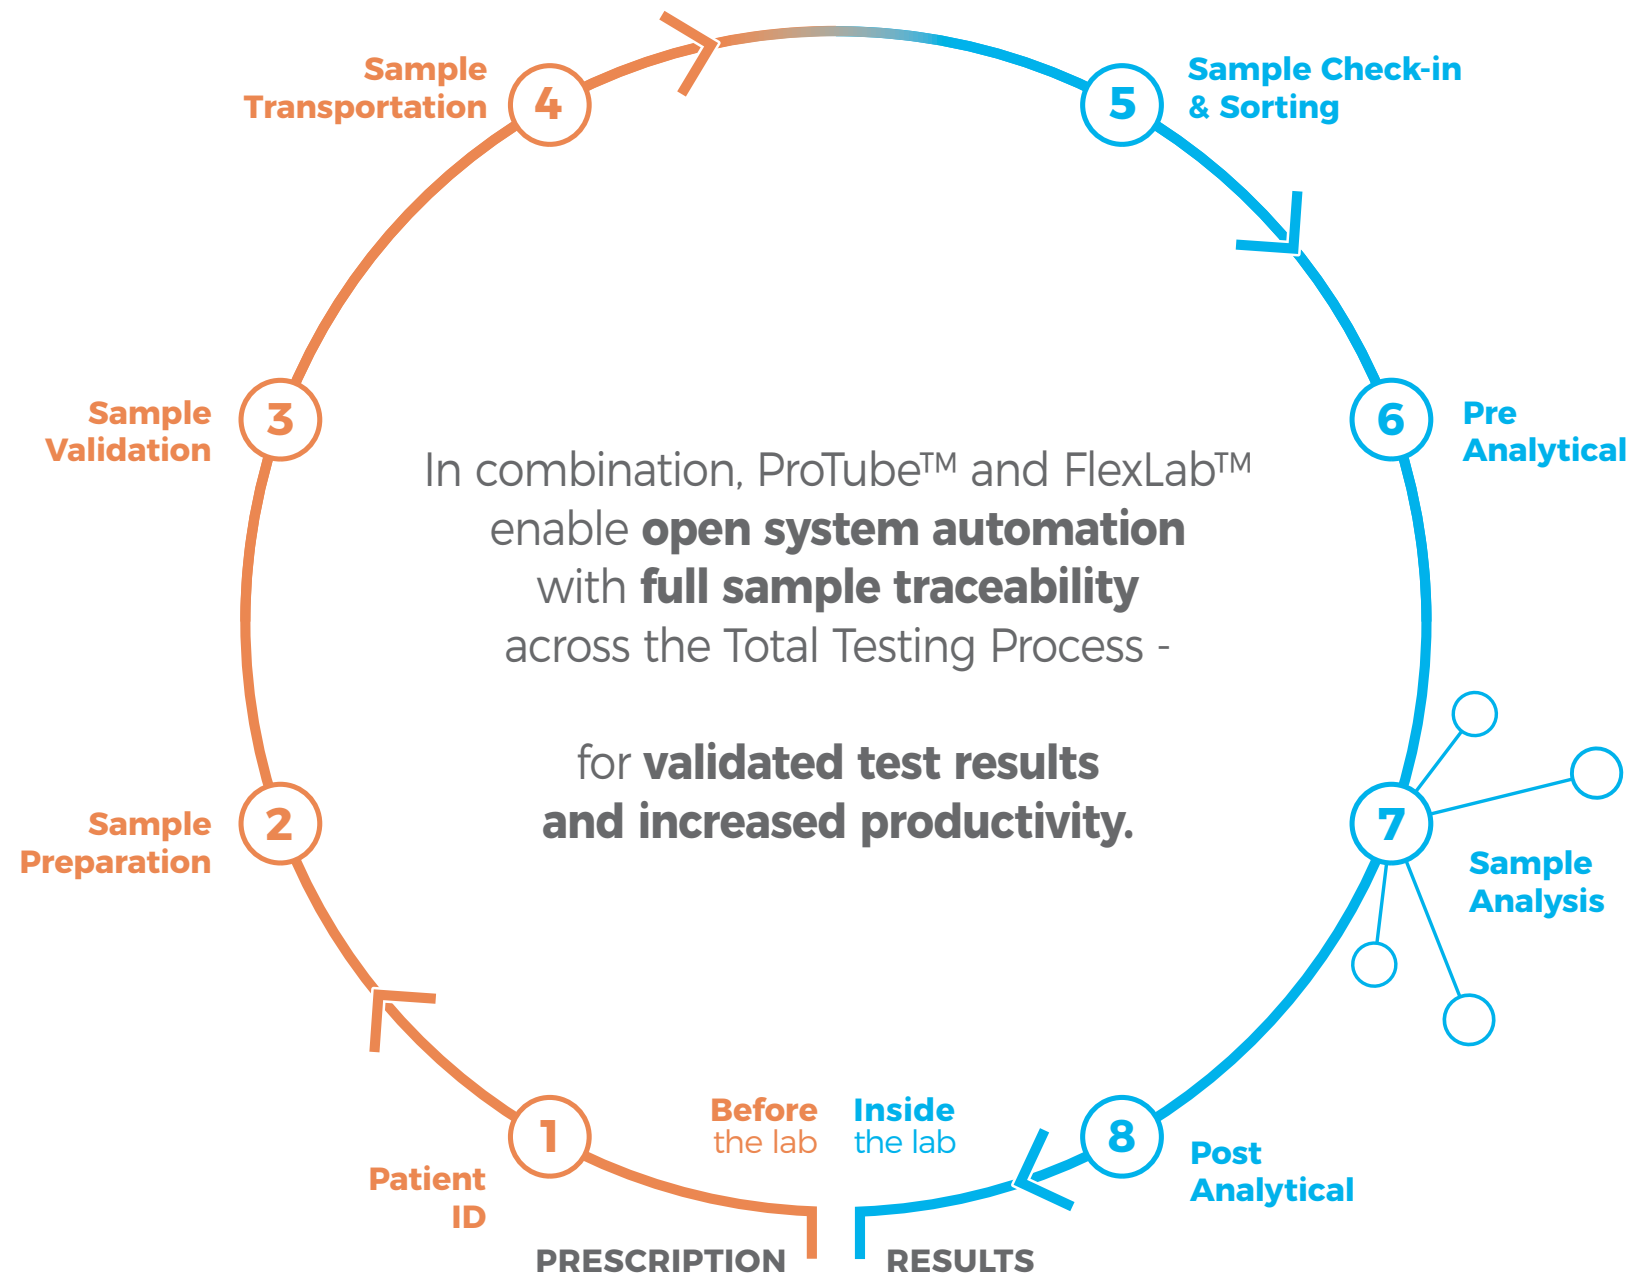 Sample
Transportation
4
5
Sample Check-in
& Sorting
Sample
Validation
3
6
Pre
Analytical
In combination, ProTube™ and FlexLab™
enable open system automation
with full sample traceability
across the Total Testing Process -
for validated test results
and increased productivity.
Sample
Preparation
2
7
Sample
Analysis
Patient
ID
1
Before
the lab
Inside
the lab
8
Post
Analytical
PRESCRIPTION
RESULTS